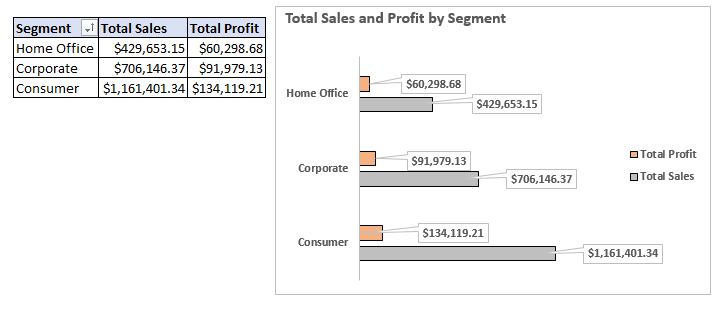 Segment Total Sales Total Profit
Home Office $429,653.15 $60,298.68
Corporate $706,146.37 $91,979.13
Consumer $1,161,401.34 $134,119.21
Total Sales and Profit by Segment
Home Office
$60,298.68
$429,653.15
Corporate
$91,979.13
$706,146.37
Consumer
$134,119.21
$1,161,401.34
Total Profit
Total Sales